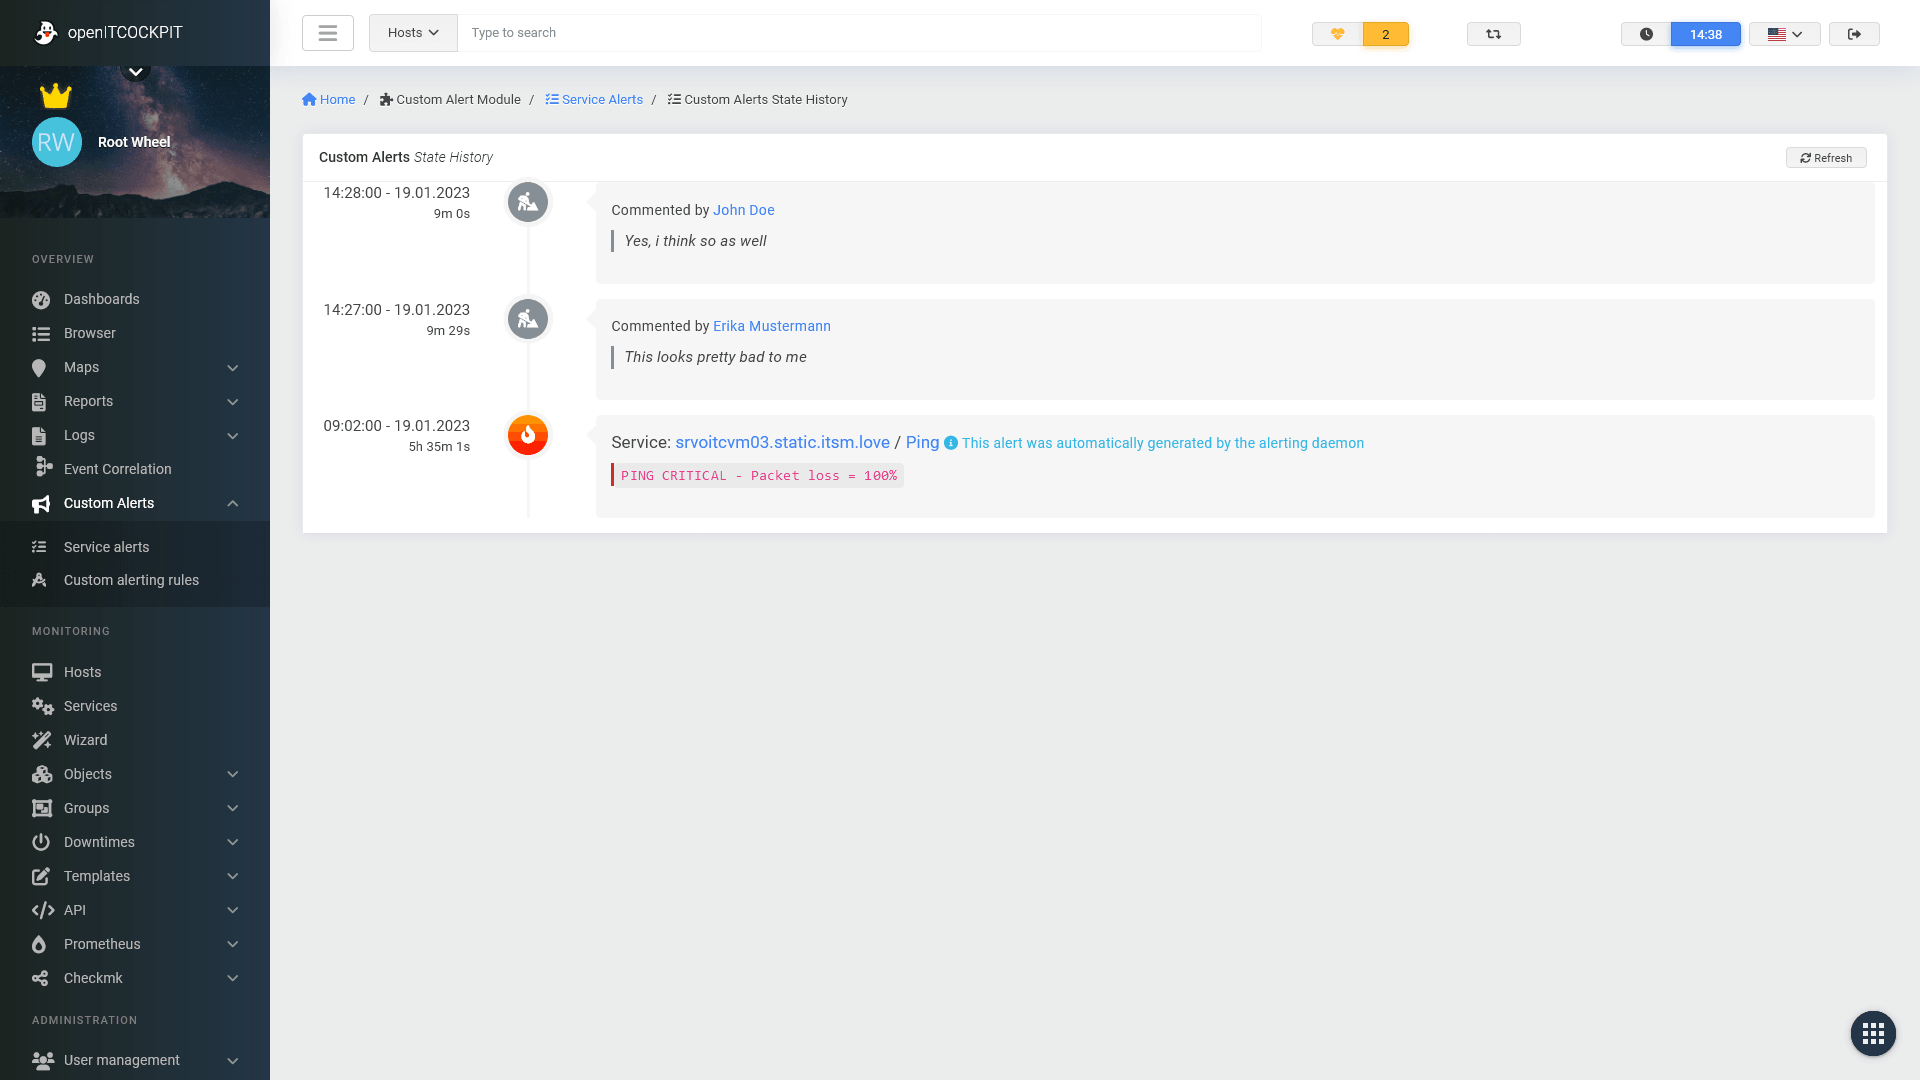 openITCOCKPIT
Hosts
Type to search
2
14:38
RW
Root Wheel
Home / Custom Alert Module / Service Alerts / Custom Alerts State History
Custom Alerts State History
Refresh
14:28:00 - 19.01.2023
9m 0s
Commented by John Doe
Yes, i think so as well
14:27:00 - 19.01.2023
9m 29s
Commented by Erika Mustermann
This looks pretty bad to me
09:02:00 - 19.01.2023
5h 35m 1s
Service: srvoitcvm03.static.itsm.love / Ping This alert was automatically generated by the alerting daemon
PING CRITICAL - Packet loss = 100%
OVERVIEW
Dashboards
Browser
Maps
Reports
Logs
Event Correlation
Custom Alerts
Service alerts
Custom alerting rules
MONITORING
Hosts
Services
Wizard
Objects
Groups
Downtimes
Templates
API
Prometheus
Checkmk
ADMINISTRATION
User management